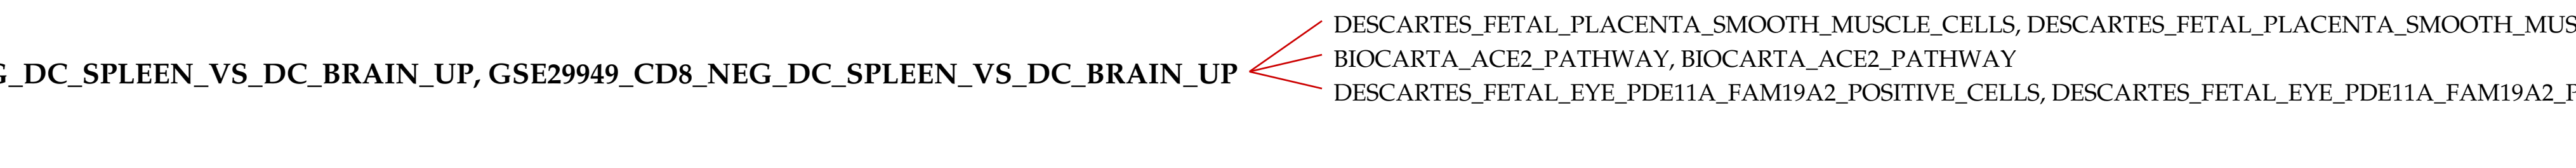 DESCARTES_FETAL_PLACENTA_SMOOTH_MUSCLE_CELLS, DESCARTES_FETAL_PLACENTA_SMOOTH_MUS
G_DC_SPLEEN_VS_DC_BRAIN_UP, GSE29949_CD8_NEG_DC_SPLEEN_VS_DC_BRAIN_UP
BIOCARTA_ACE2_PATHWAY, BIOCARTA_ACE2_PATHWAY
DESCARTES_FETAL_EYE_PDE11A_FAM19A2_POSITIVE_CELLS, DESCARTES_FETAL_EYE_PDE11A_FAM19A2_P